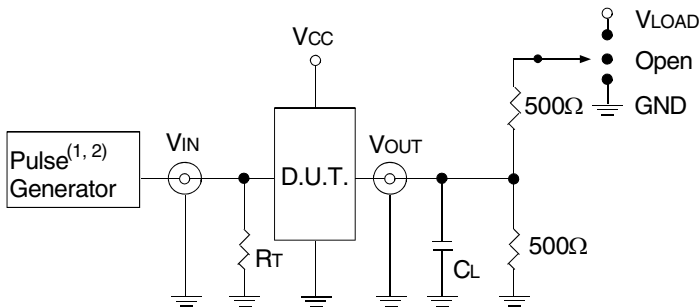 VLOAD
VCC
Open
500Ω
GND
Pulse(1, 2)
Generator
VIN
D.U.T.
VOUT
RT
CL
500Ω